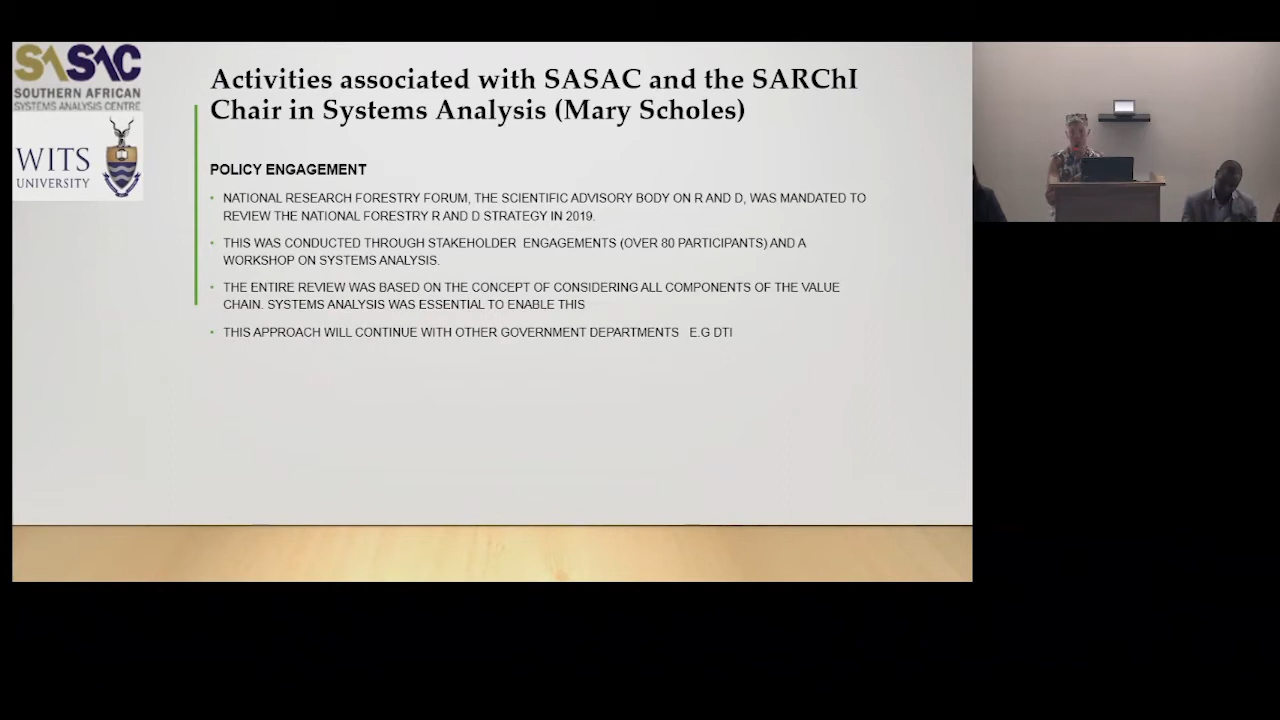 SASAC
SOUTHERN AFRICAN
SYSTEMS ANALYSIS CENTRE
WITS
UNIVERSITY
Activities associated with SASAC and the SARChI
Chair in Systems Analysis (Mary Scholes)
POLICY ENGAGEMENT
• NATIONAL RESEARCH FORESTRY FORUM, THE SCIENTIFIC ADVISORY BODY ON R AND D, WAS MANDATED TO
REVIEW THE NATIONAL FORESTRY R AND D STRATEGY IN 2019.
• THIS WAS CONDUCTED THROUGH STAKEHOLDER ENGAGEMENTS (OVER 80 PARTICIPANTS) AND A
WORKSHOP ON SYSTEMS ANALYSIS.
• THE ENTIRE REVIEW WAS BASED ON THE CONCEPT OF CONSIDERING ALL COMPONENTS OF THE VALUE
CHAIN. SYSTEMS ANALYSIS WAS ESSENTIAL TO ENABLE THIS
• THIS APPROACH WILL CONTINUE WITH OTHER GOVERNMENT DEPARTMENTS E.G DTI